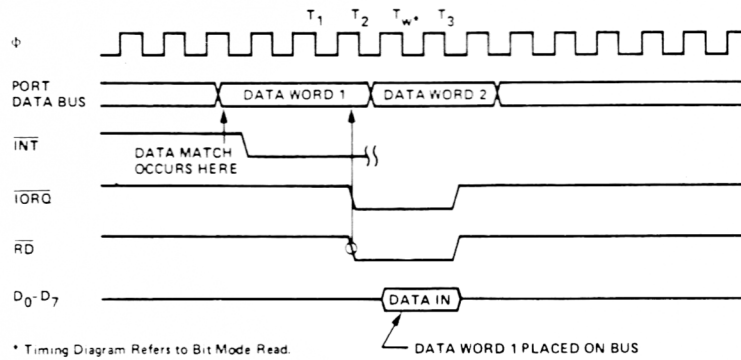 T1 T2 Tw* T3
Φ
PORT
DATA BUS
DATA WORD 1 DATA WORD 2
INT
DATA MATCH
OCCURS HERE
IORQ
RD
D0-D7
DATA IN
* Timing Diagram Refers to Bit Mode Read.
DATA WORD 1 PLACED ON BUS